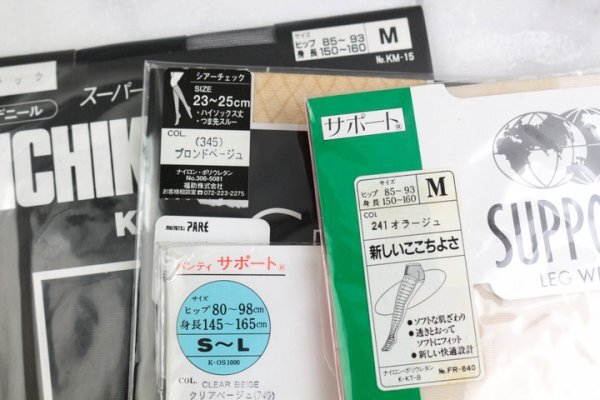 サイズ
ヒップ 85~93
身長 150~160
M
No.KM-15
ック
デニール
スーパー
シアーチェック
SIZE
23~25cm
・ハイソックス丈
・つま先スルー
COL.
(345)
ブロンドベージュ
ナイロン・ポリウレタン
No.306-5061
福助株式会社
お客様相談室☎072-223-2275
PARE
パンティ サポート®
サイズ
ヒップ 80~98cm
身長 145~165cm
S~L
K-OS1000
COL. CLEAR BEIGE
クリアベージュ(749)
サポート®
サイズ
ヒップ 85~93
身長 150~160
M
COL
241 オラージュ
新しいここちよさ
●ソフトな肌ざわり
●透きとおって
ソフトにフィット
●新しい快適設計
ナイロン・ポリウレタン
K-KT-B
No.FR-640
SUPPO
LEG WE